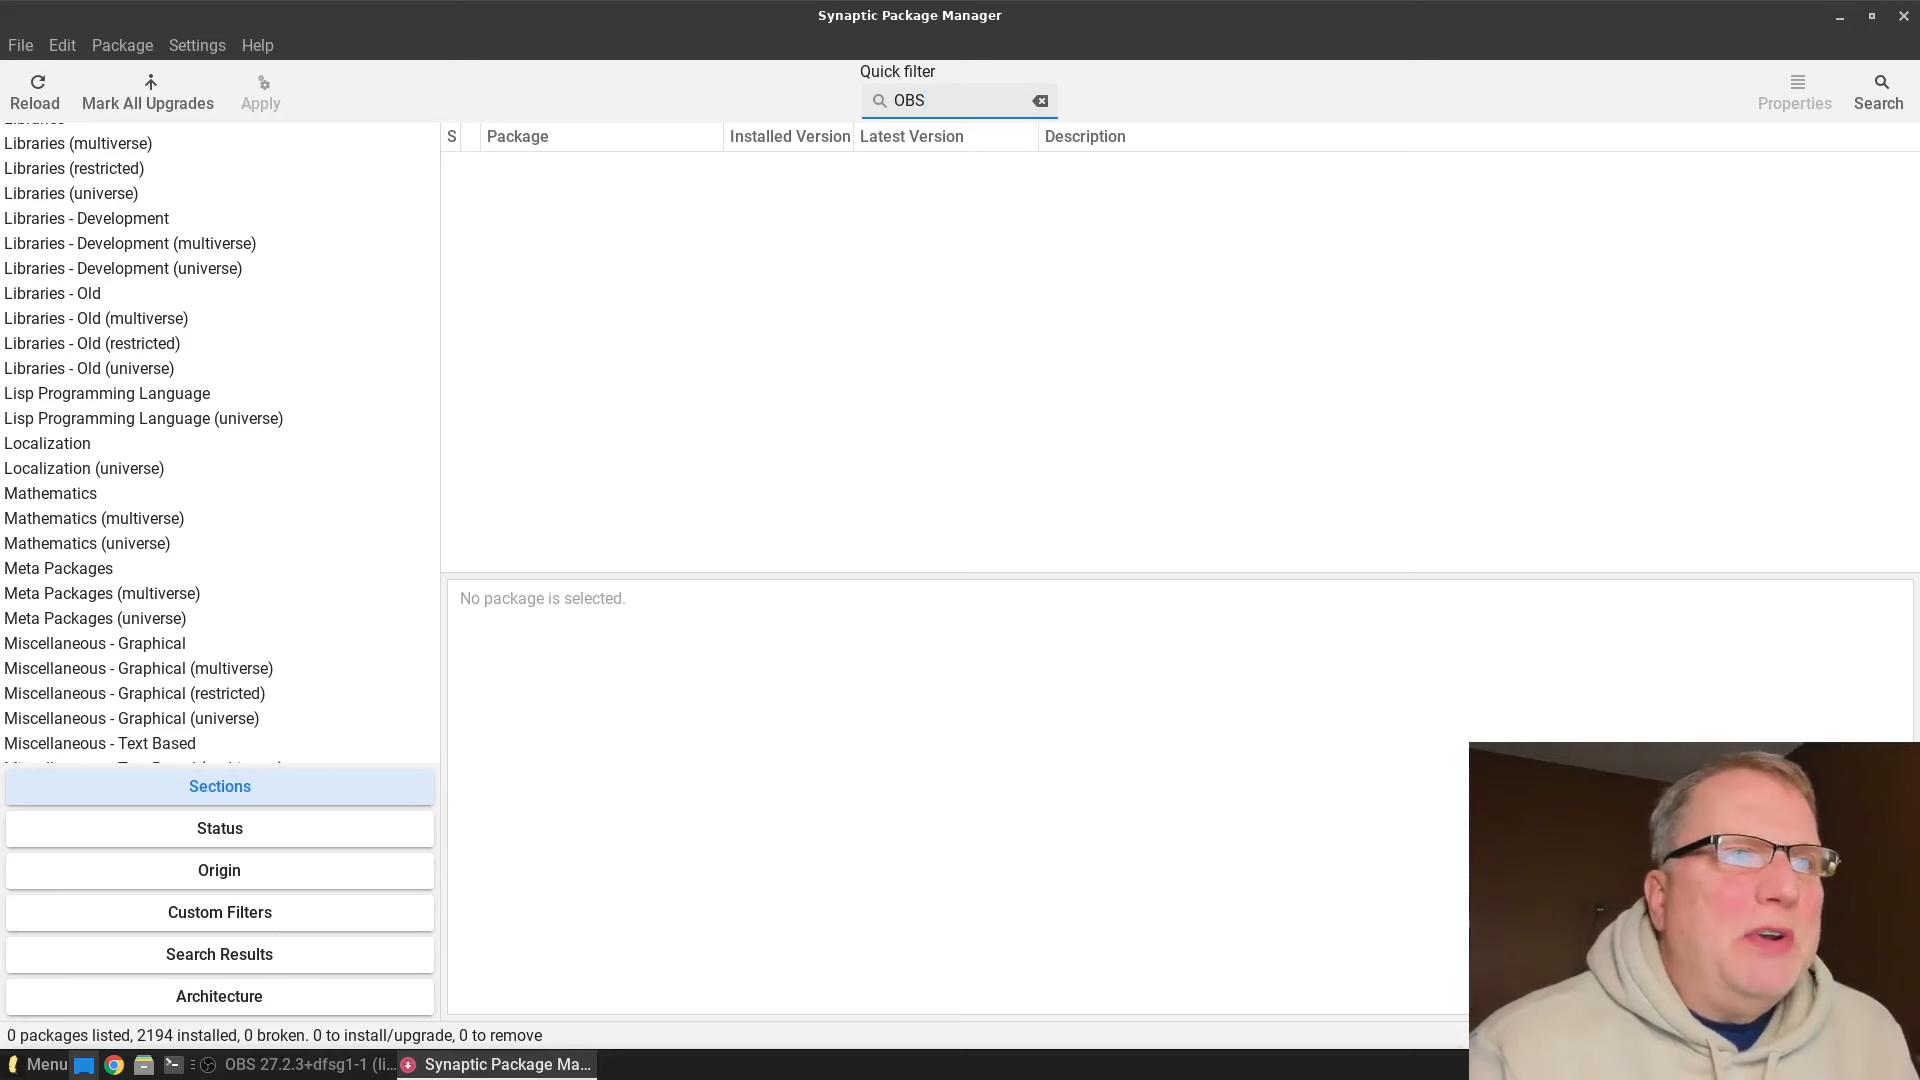 Synaptic Package Manager
File Edit Package Settings Help
Reload Mark All Upgrades Apply
Quick filter
OBS
Properties Search
Libraries (multiverse)
Libraries (restricted)
Libraries (universe)
Libraries - Development
Libraries - Development (multiverse)
Libraries - Development (universe)
Libraries - Old
Libraries - Old (multiverse)
Libraries - Old (restricted)
Libraries - Old (universe)
Lisp Programming Language
Lisp Programming Language (universe)
Localization
Localization (universe)
Mathematics
Mathematics (multiverse)
Mathematics (universe)
Meta Packages
Meta Packages (multiverse)
Meta Packages (universe)
Miscellaneous - Graphical
Miscellaneous - Graphical (multiverse)
Miscellaneous - Graphical (restricted)
Miscellaneous - Graphical (universe)
Miscellaneous - Text Based
Sections
Status
Origin
Custom Filters
Search Results
Architecture
S Package Installed Version Latest Version Description
No package is selected.
0 packages listed, 2194 installed, 0 broken. 0 to install/upgrade, 0 to remove
Menu OBS 27.2.3+dfsg1-1 (li... Synaptic Package Ma...